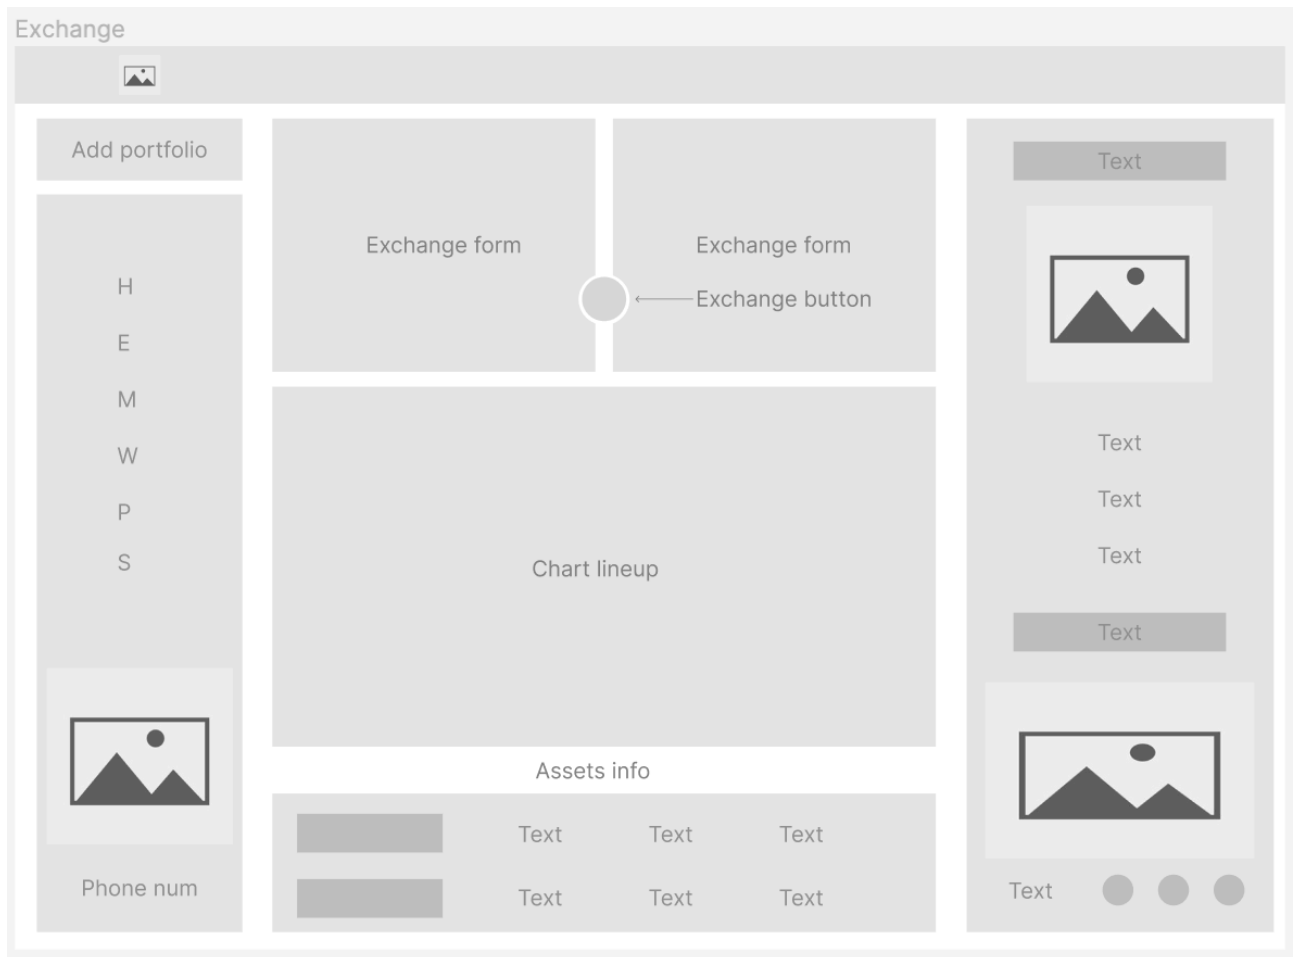 Exchange
Add portfolio
H
E
M
W
P
S
Phone num
Exchange form
Exchange form
Exchange button
Chart lineup
Assets info
Text Text Text
Text Text Text
Text
Text
Text
Text
Text
Text